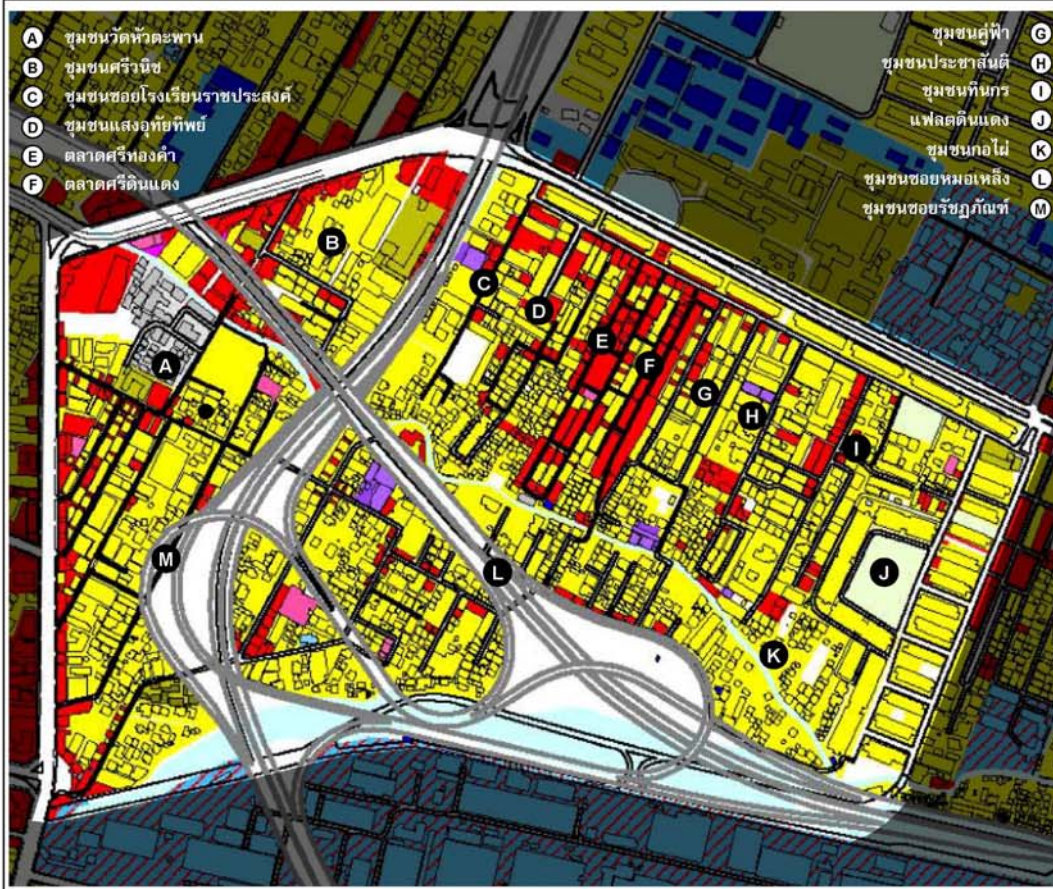 A ชุมชนวัดหัวตะพาน
B ชุมชนศรีวนิช
C ชุมชนซอยโรงเรียนราชประสงค์
D ชุมชนแสงอุทัยทิพย์
E ตลาดศรีทองคำ
F ตลาดศรีดินแดง
ชุมชนคู่ฟ้า G
ชุมชนประชาสันติ H
ชุมชนทินกร I
แฟลตดินแดง J
ชุมชนกอไผ่ K
ชุมชนซอยหมอเหล็ง L
ชุมชนซอยรัชฏภัณฑ์ M
B
C
D
E
F
A
G
H
I
M
L
J
K